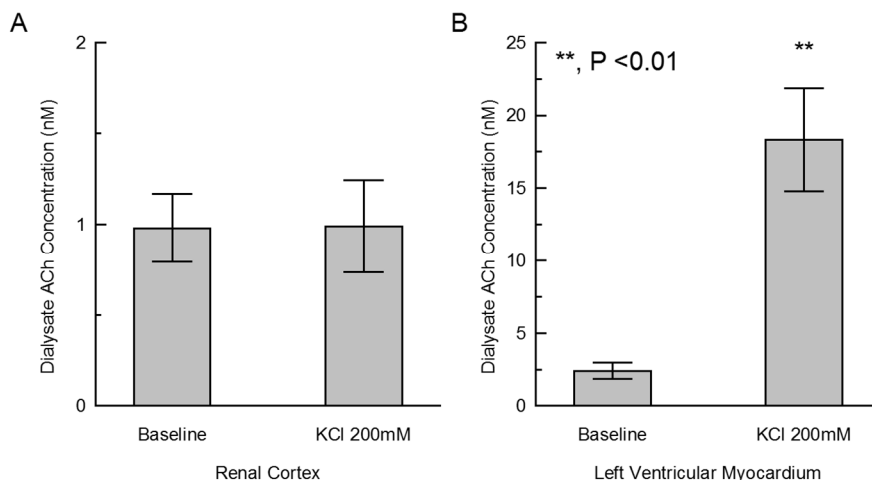 A
Dialysate ACh Concentration (nM)
2
1
0
Baseline KCl 200mM
Renal Cortex
B
Dialysate ACh Concentration (nM)
25
20
15
10
5
0
**, P <0.01
**
Baseline KCl 200mM
Left Ventricular Myocardium